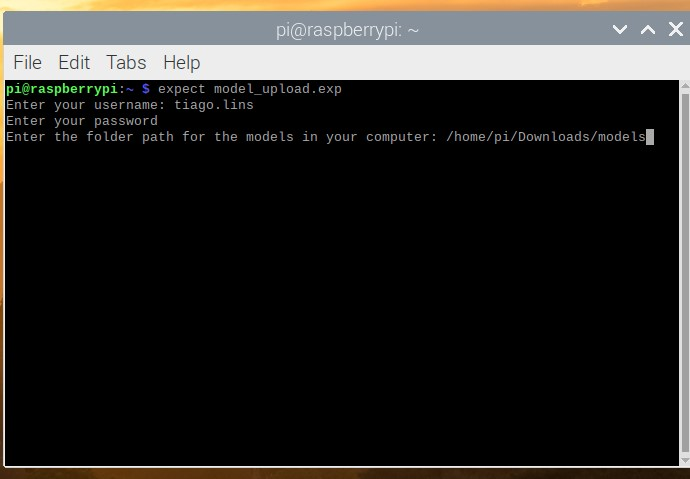 pi@raspberrypi: ~
File Edit Tabs Help
pi@raspberrypi:~ $ expect model_upload.exp
Enter your username: tiago.lins
Enter your password
Enter the folder path for the models in your computer: /home/pi/Downloads/models